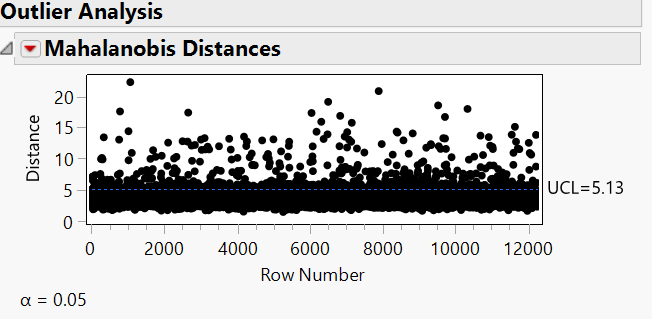 Outlier Analysis
Mahalanobis Distances
20
15
10
5
0
Distance
UCL=5.13
0 2000 4000 6000 8000 10000 12000
Row Number
α = 0.05